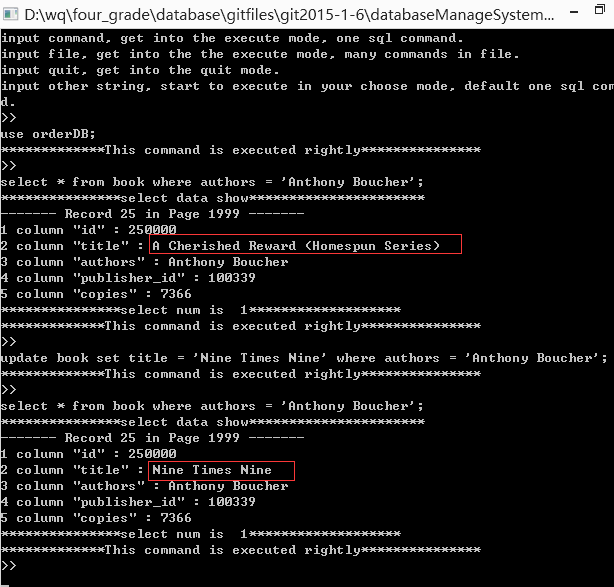 D:\wq\four_grade\database\gitfiles\git2015-1-6\databaseManageSystem...
input command, get into the execute mode, one sql command.
input file, get into the the execute mode, many commands in file.
input quit, get into the quit mode.
input other string, start to execute in your choose mode, default one sql com
d.
>>
use orderDB;
*************This command is executed rightly***************
>>
select * from book where authors = 'Anthony Boucher';
***************select data show**********************
------- Record 25 in Page 1999 -------
1 column "id" : 250000
2 column "title" : A Cherished Reward (Homespun Series)
3 column "authors" : Anthony Boucher
4 column "publisher_id" : 100339
5 column "copies" : 7366
***************select num is  1*******************
*************This command is executed rightly***************
>>
update book set title = 'Nine Times Nine' where authors = 'Anthony Boucher';
*************This command is executed rightly***************
>>
select * from book where authors = 'Anthony Boucher';
***************select data show**********************
------- Record 25 in Page 1999 -------
1 column "id" : 250000
2 column "title" : Nine Times Nine
3 column "authors" : Anthony Boucher
4 column "publisher_id" : 100339
5 column "copies" : 7366
***************select num is  1*******************
*************This command is executed rightly***************
>>